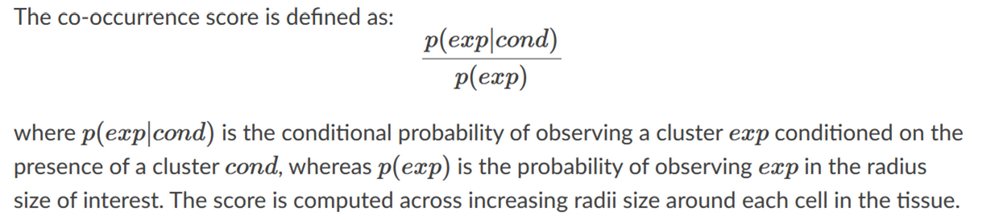 The co-occurrence score is defined as:
p(exp|cond)
p(exp)
where p(exp|cond) is the conditional probability of observing a cluster exp conditioned on the
presence of a cluster cond, whereas p(exp) is the probability of observing exp in the radius
size of interest. The score is computed across increasing radii size around each cell in the tissue.